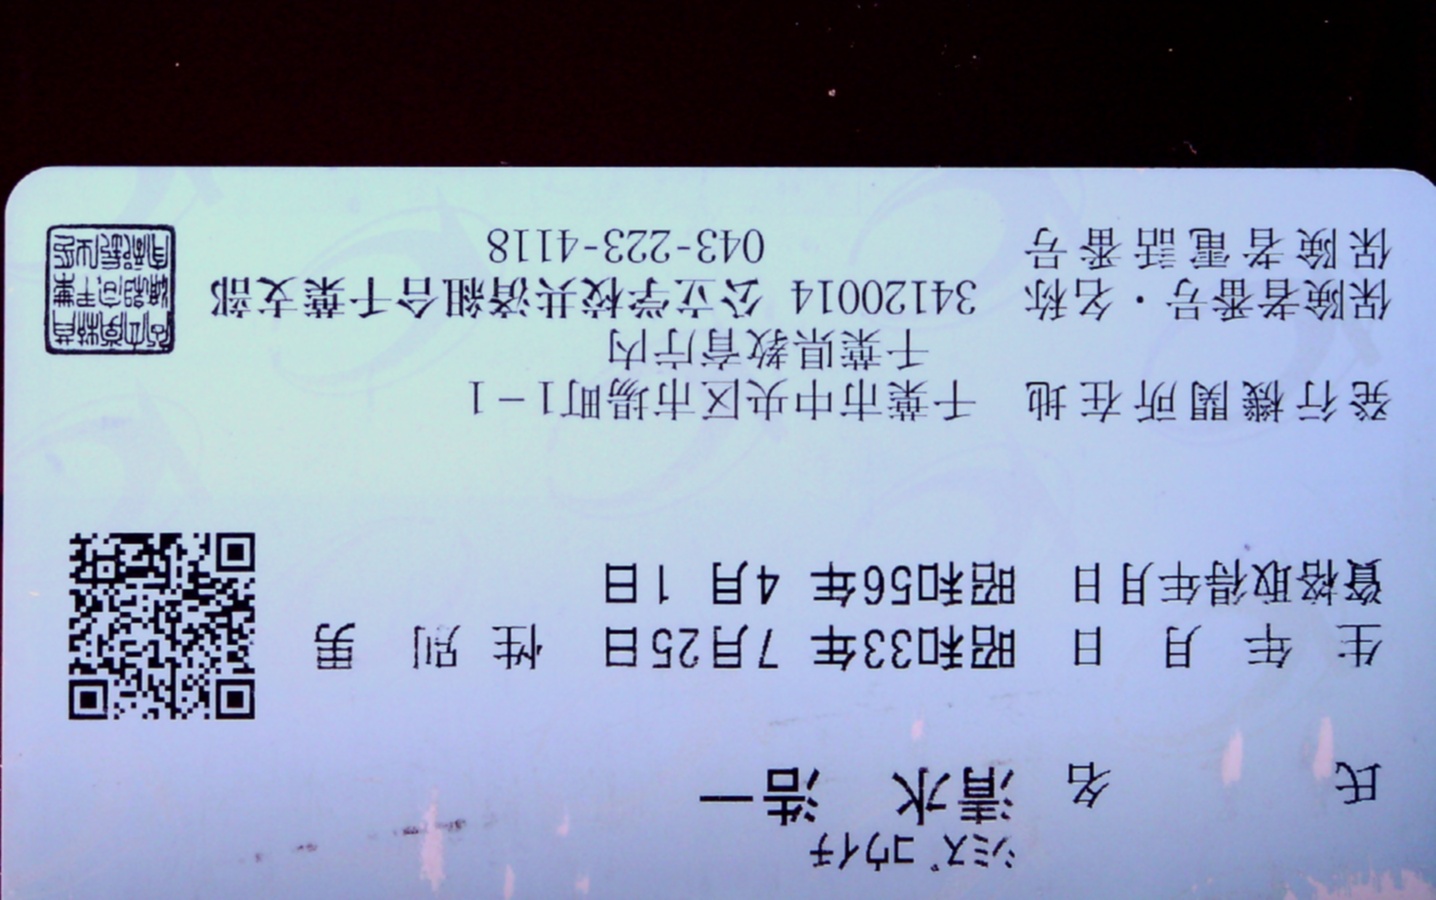 シミズ コウイチ
氏名 清水 浩一
生年月日 昭和33年 7月25日 性別 男
資格取得年月日 昭和56年 4月 1日
発行機関所在地 千葉市中央区市場町1-1
千葉県教育庁内
保険者番号・名称 34120014 公立学校共済組合千葉支部
保険者電話番号 043-223-4118